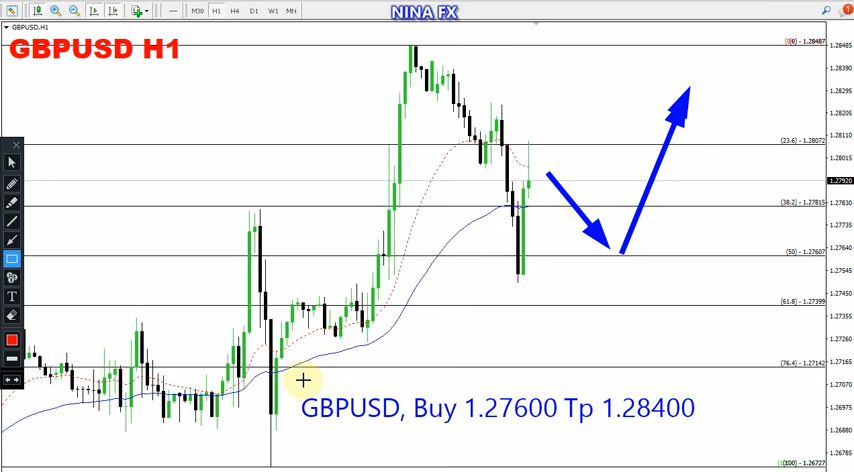 M30 H1 H4 D1 W1 MN
NINA FX
GBPUSD,H1
GBPUSD H1
(0) - 1.28487
1.28485
1.28390
1.28295
1.28205
(23.6) - 1.28072
1.28110
1.28015
1.27920
(38.2) - 1.27815
1.27830
1.27735
(50) - 1.27607
1.27640
1.27545
1.27450
(61.8) - 1.27399
1.27355
1.27260
(76.4) - 1.27142
1.27165
1.27070
1.26975
GBPUSD, Buy 1.27600 Tp 1.28400
1.26880
1.26785
(100) - 1.26727